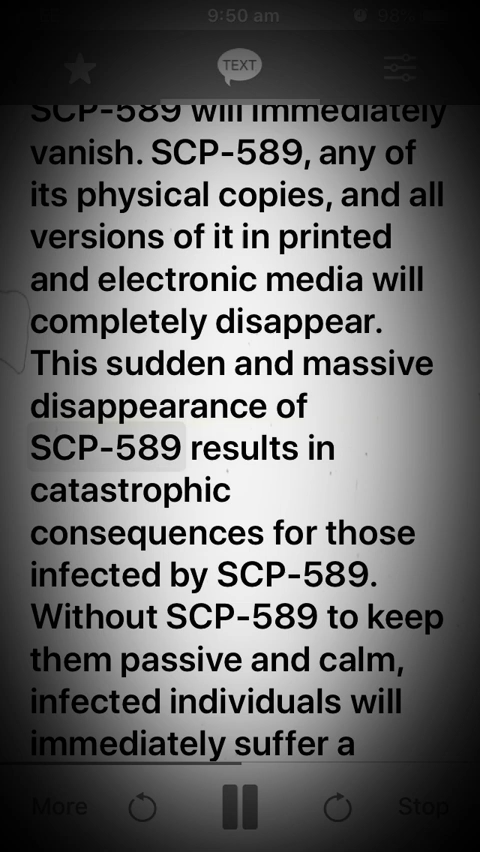 9:50 am
98%
TEXT
SCP-589 will immediately
vanish. SCP-589, any of
its physical copies, and all
versions of it in printed
and electronic media will
completely disappear.
This sudden and massive
disappearance of
SCP-589 results in
catastrophic
consequences for those
infected by SCP-589.
Without SCP-589 to keep
them passive and calm,
infected individuals will
immediately suffer a
More
Stop